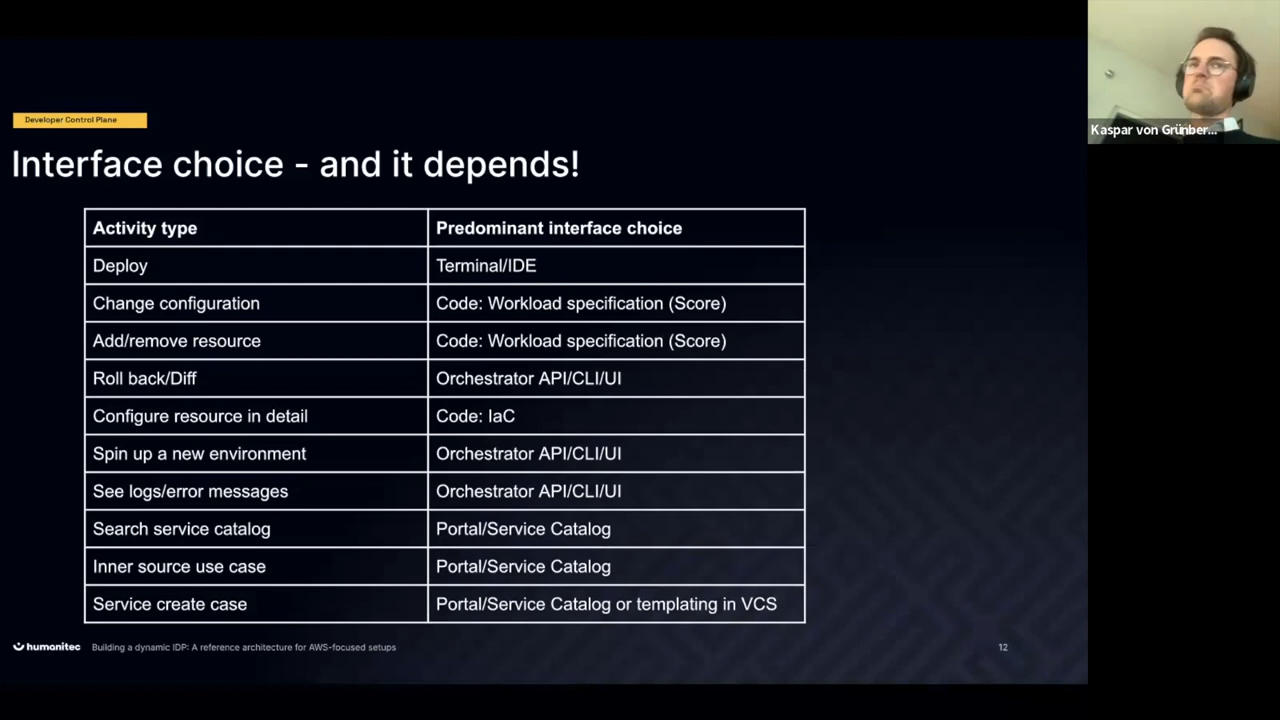 Developer Control Plane
Interface choice - and it depends!
Activity type
Predominant interface choice
Deploy
Terminal/IDE
Change configuration
Code: Workload specification (Score)
Add/remove resource
Code: Workload specification (Score)
Roll back/Diff
Orchestrator API/CLI/UI
Configure resource in detail
Code: IaC
Spin up a new environment
Orchestrator API/CLI/UI
See logs/error messages
Orchestrator API/CLI/UI
Search service catalog
Portal/Service Catalog
Inner source use case
Portal/Service Catalog
Service create case
Portal/Service Catalog or templating in VCS
humanitec
Building a dynamic IDP: A reference architecture for AWS-focused setups
12
Kaspar von Grünber...